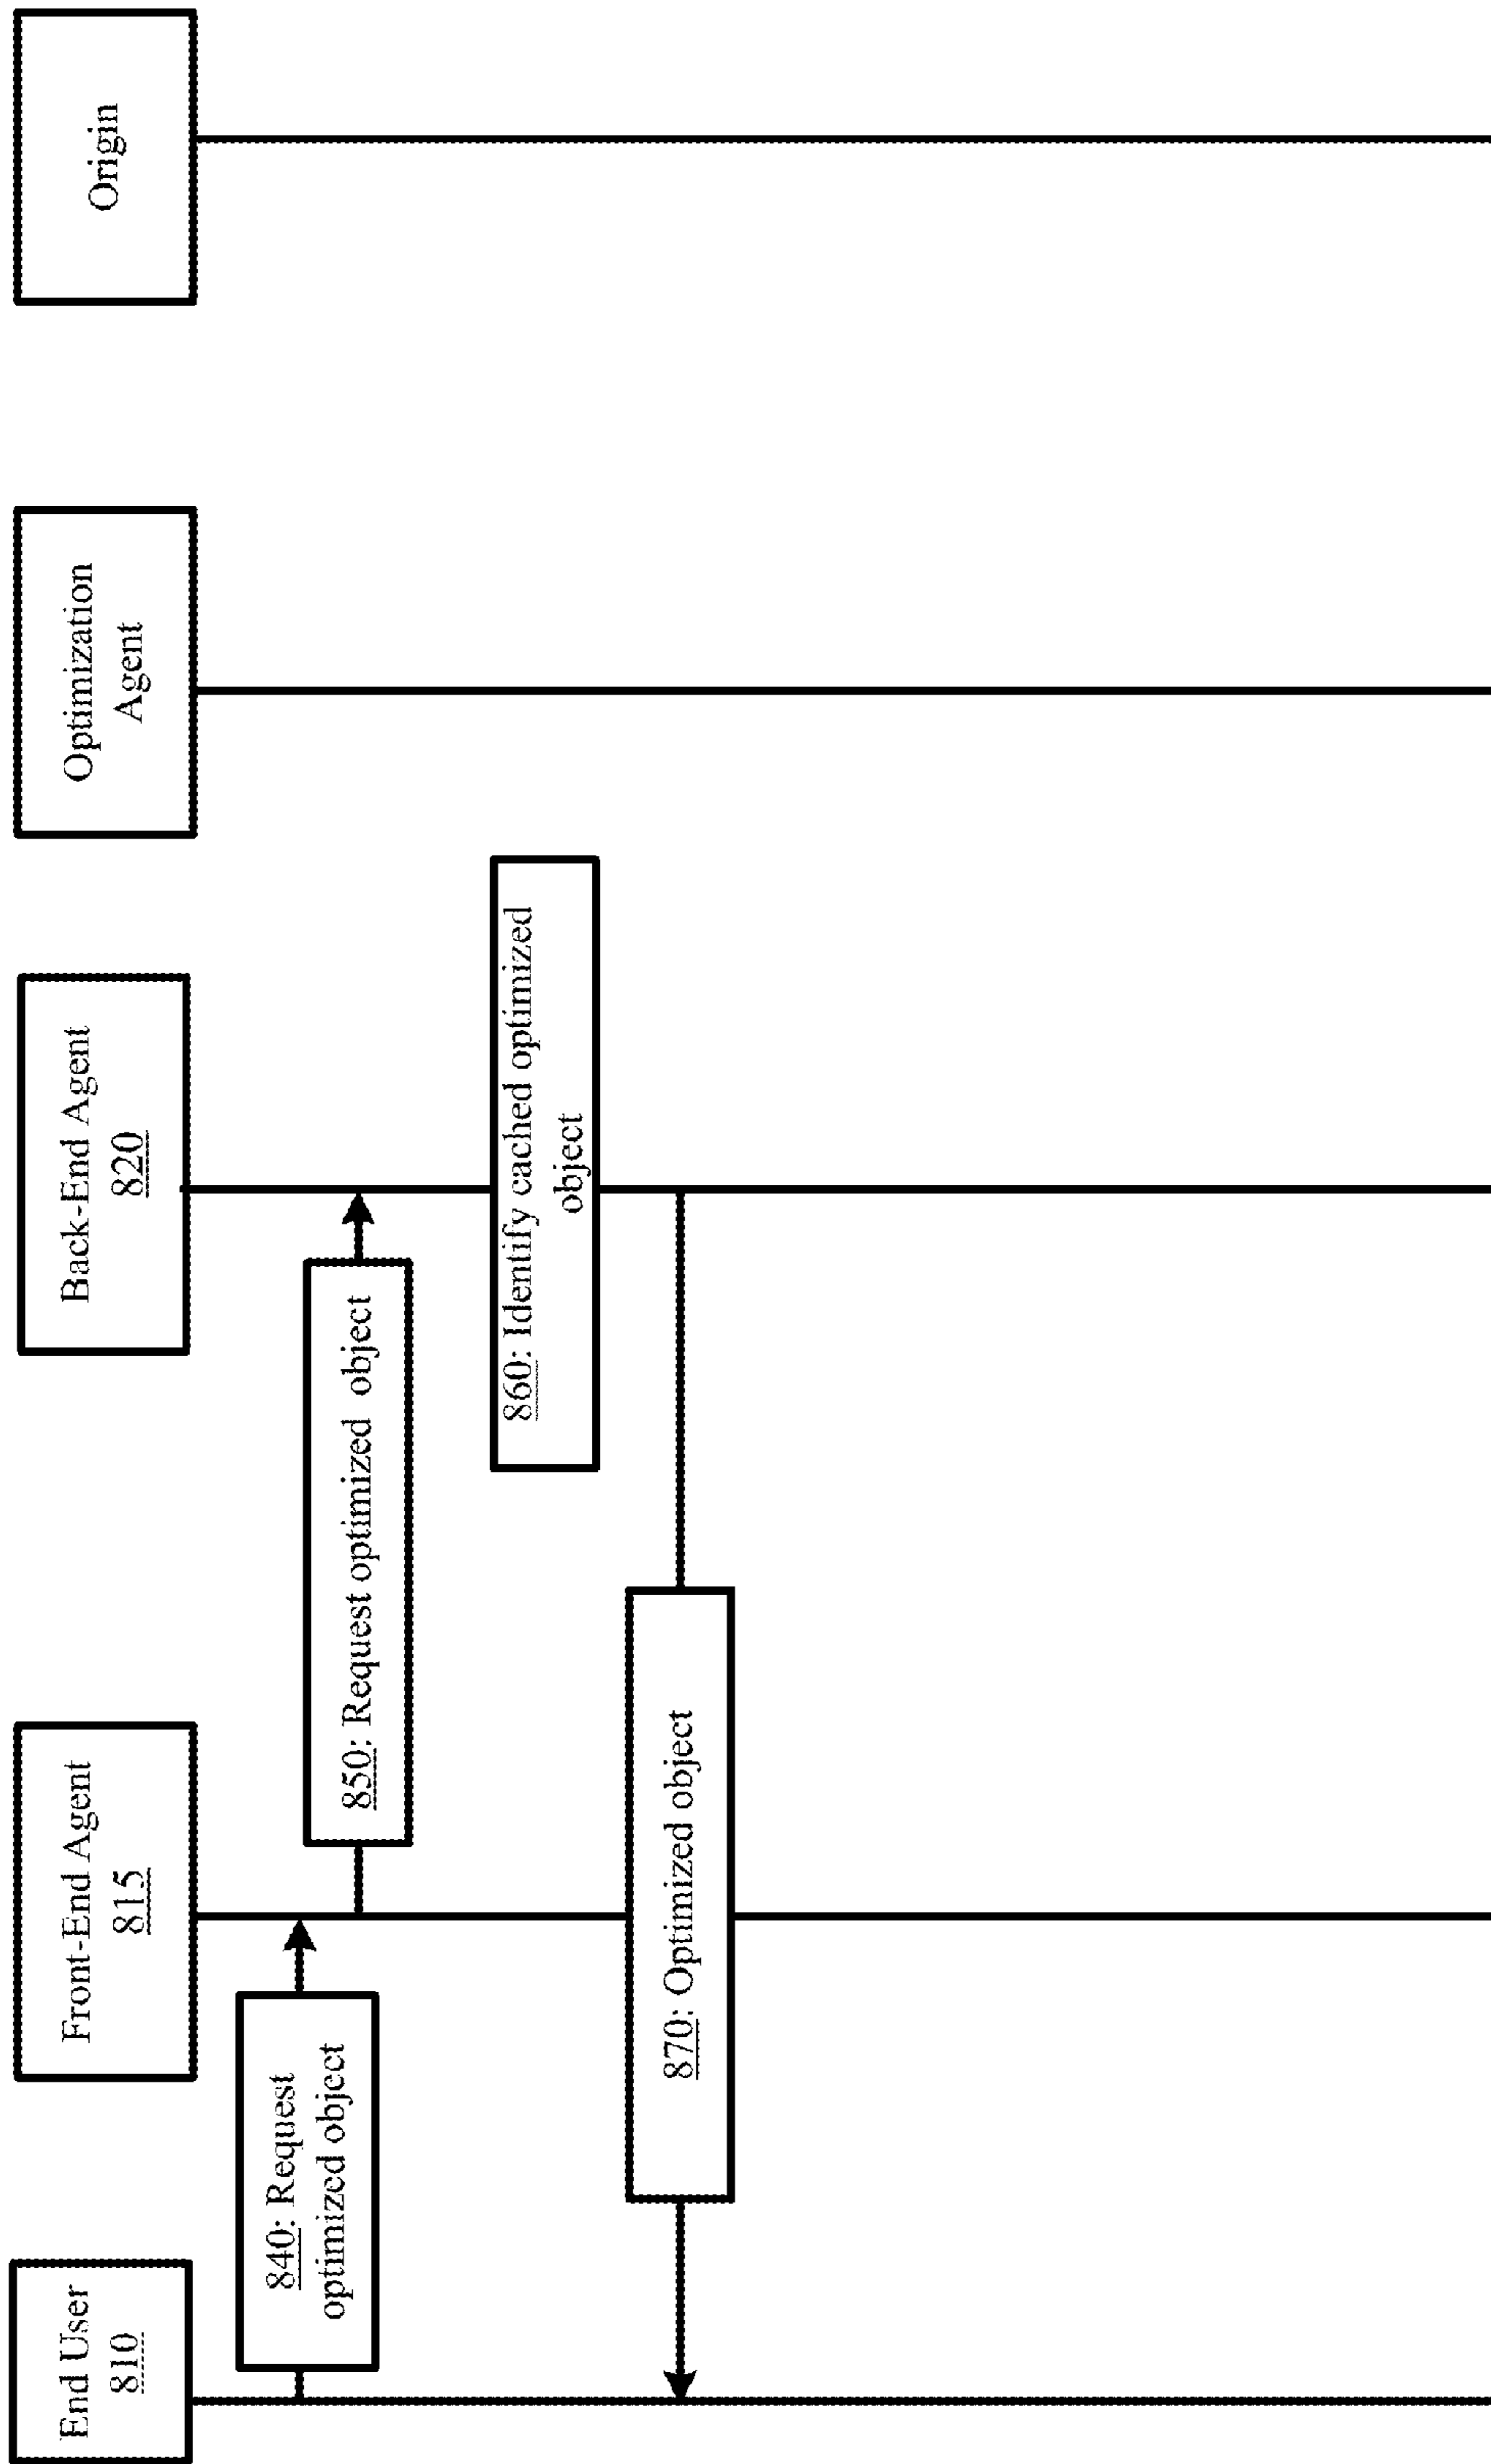 End User
810
Front-End Agent
815
Back-End Agent
820
Optimization
Agent
Origin
840: Request
optimized object
850: Request optimized object
860: Identify cached optimized
object
870: Optimized object